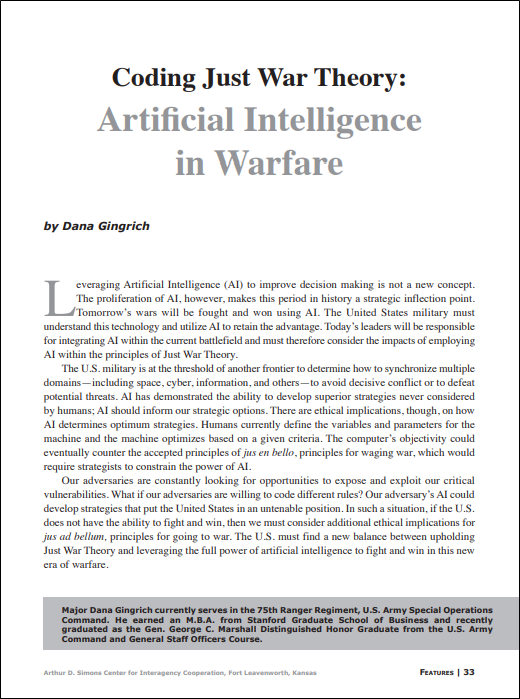 Coding Just War Theory:
Artificial Intelligence
in Warfare
by Dana Gingrich
Leveraging Artificial Intelligence (AI) to improve decision making is not a new concept.
The proliferation of AI, however, makes this period in history a strategic inflection point.
Tomorrow's wars will be fought and won using AI. The United States military must
understand this technology and utilize AI to retain the advantage. Today's leaders will be responsible
for integrating AI within the current battlefield and must therefore consider the impacts of employing
AI within the principles of Just War Theory.
The U.S. military is at the threshold of another frontier to determine how to synchronize multiple
domains—including space, cyber, information, and others—to avoid decisive conflict or to defeat
potential threats. AI has demonstrated the ability to develop superior strategies never considered
by humans; AI should inform our strategic options. There are ethical implications, though, on how
AI determines optimum strategies. Humans currently define the variables and parameters for the
machine and the machine optimizes based on a given criteria. The computer's objectivity could
eventually counter the accepted principles of jus en bello, principles for waging war, which would
require strategists to constrain the power of AI.
Our adversaries are constantly looking for opportunities to expose and exploit our critical
vulnerabilities. What if our adversaries are willing to code different rules? Our adversary's AI could
develop strategies that put the United States in an untenable position. In such a situation, if the U.S.
does not have the ability to fight and win, then we must consider additional ethical implications for
jus ad bellum, principles for going to war. The U.S. must find a new balance between upholding
Just War Theory and leveraging the full power of artificial intelligence to fight and win in this new
era of warfare.
Major Dana Gingrich currently serves in the 75th Ranger Regiment, U.S. Army Special Operations
Command. He earned an M.B.A. from Stanford Graduate School of Business and recently
graduated as the Gen. George C. Marshall Distinguished Honor Graduate from the U.S. Army
Command and General Staff Officers Course.
Arthur D. Simons Center for Interagency Cooperation, Fort Leavenworth, Kansas
Features | 33